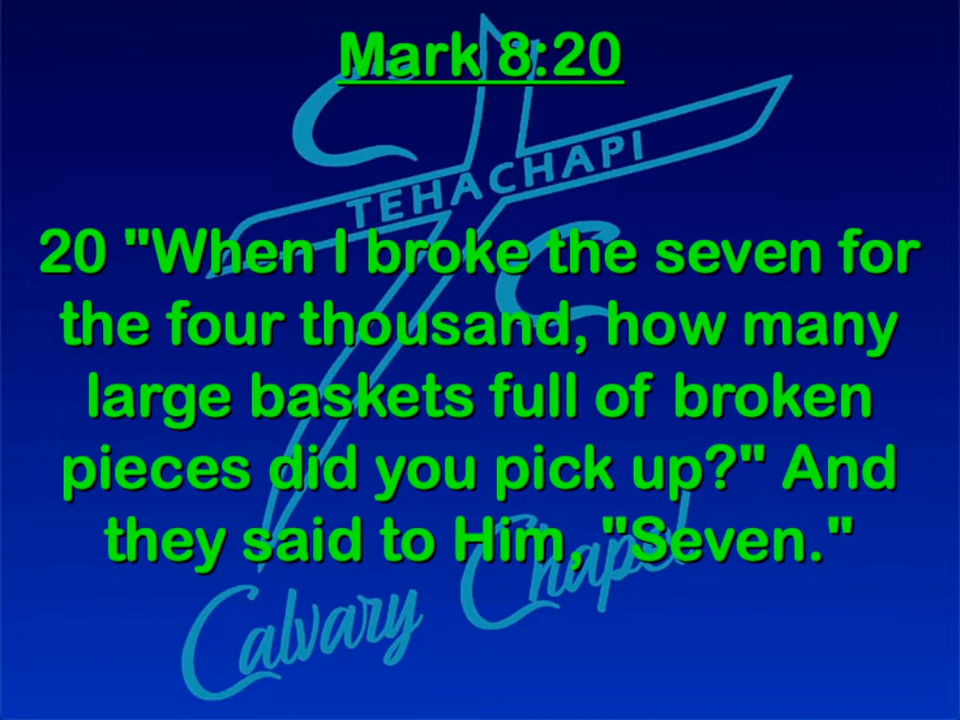 Mark 8:20
TEHACHAPI
20 "When I broke the seven for
the four thousand, how many
large baskets full of broken
pieces did you pick up?" And
they said to Him, "Seven."
Calvary Chapel